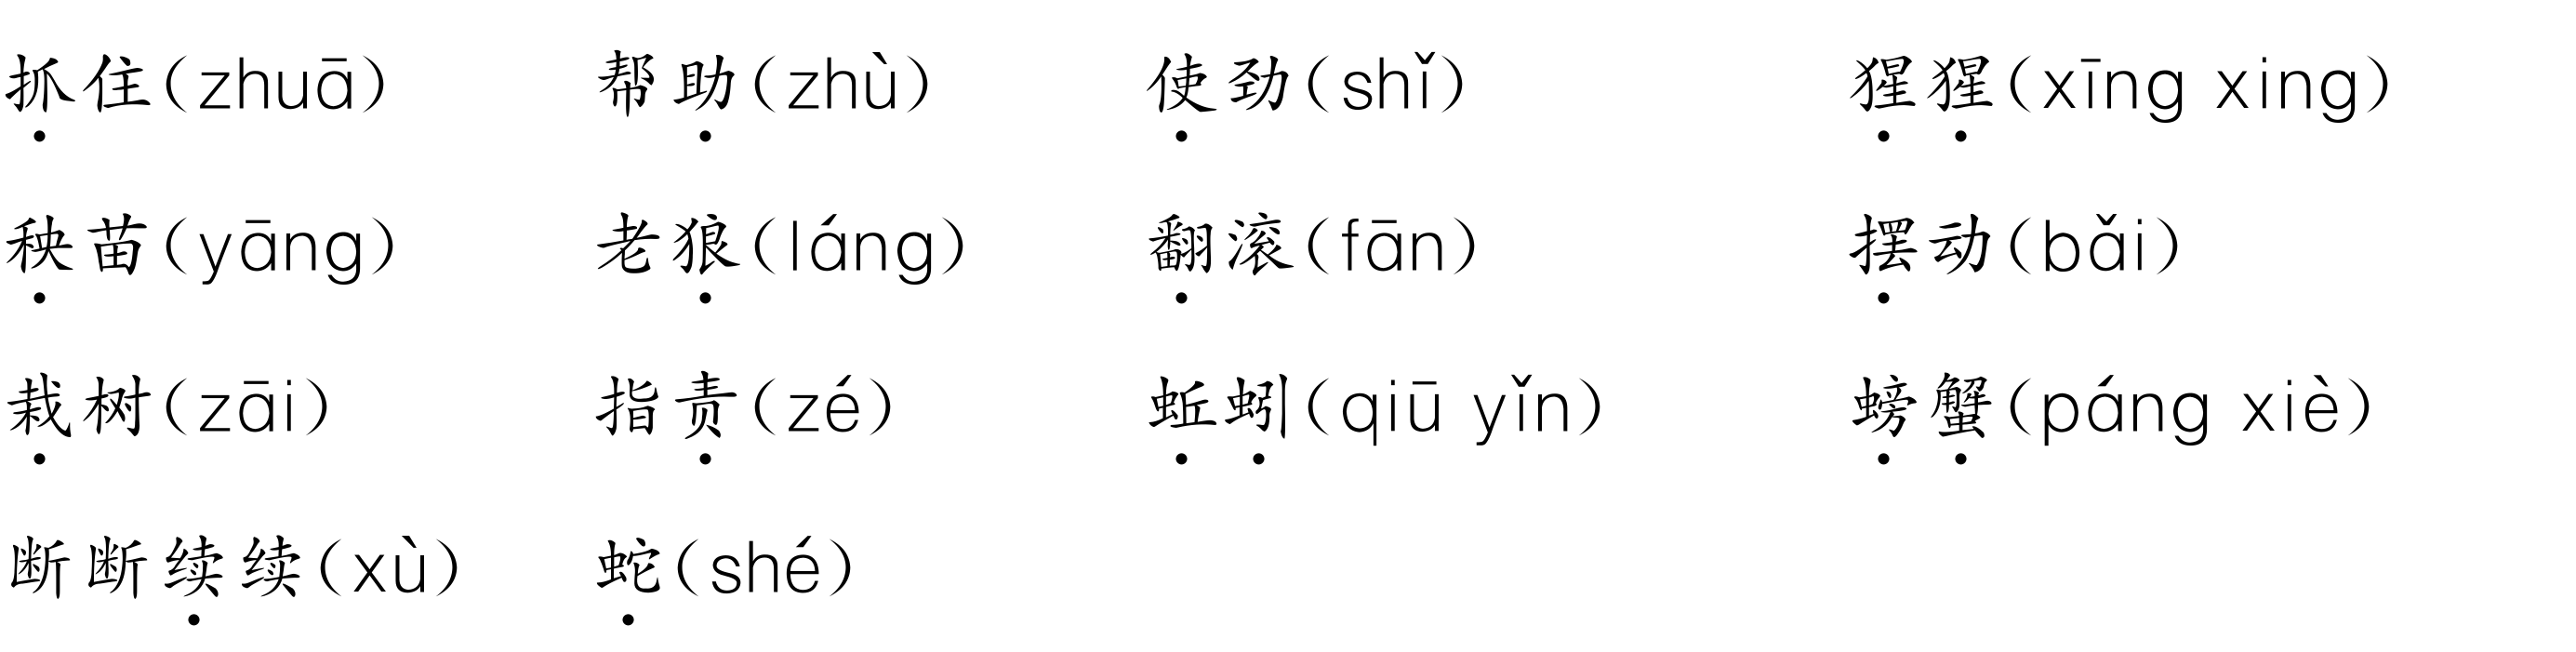 抓住(zhuā) 帮助(zhù) 使劲(shǐ) 猩猩(xīng xing)
秧苗(yāng) 老狼(láng) 翻滚(fān) 摆动(bǎi)
栽树(zāi) 指责(zé) 蚯蚓(qiū yǐn) 螃蟹(páng xiè)
断断续续(xù) 蛇(shé)